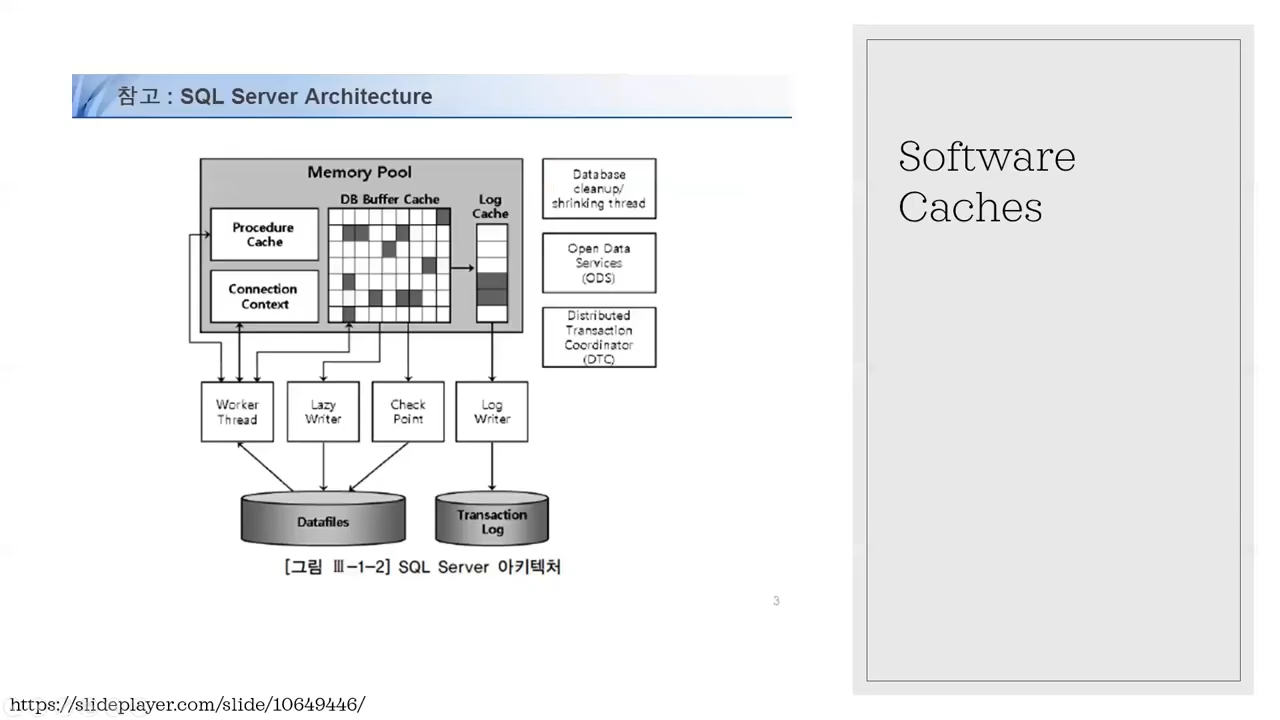 참고 : SQL Server Architecture
Memory Pool
DB Buffer Cache
Log
Cache
Procedure
Cache
Connection
Context
Database
cleanup/
shrinking thread
Open Data
Services
(ODS)
Distributed
Transaction
Coordinator
(DTC)
Worker
Thread
Lazy
Writer
Check
Point
Log
Writer
Datafiles
Transaction
Log
[그림 Ⅲ-1-2] SQL Server 아키텍처
3
Software
Caches
https://slideplayer.com/slide/10649446/